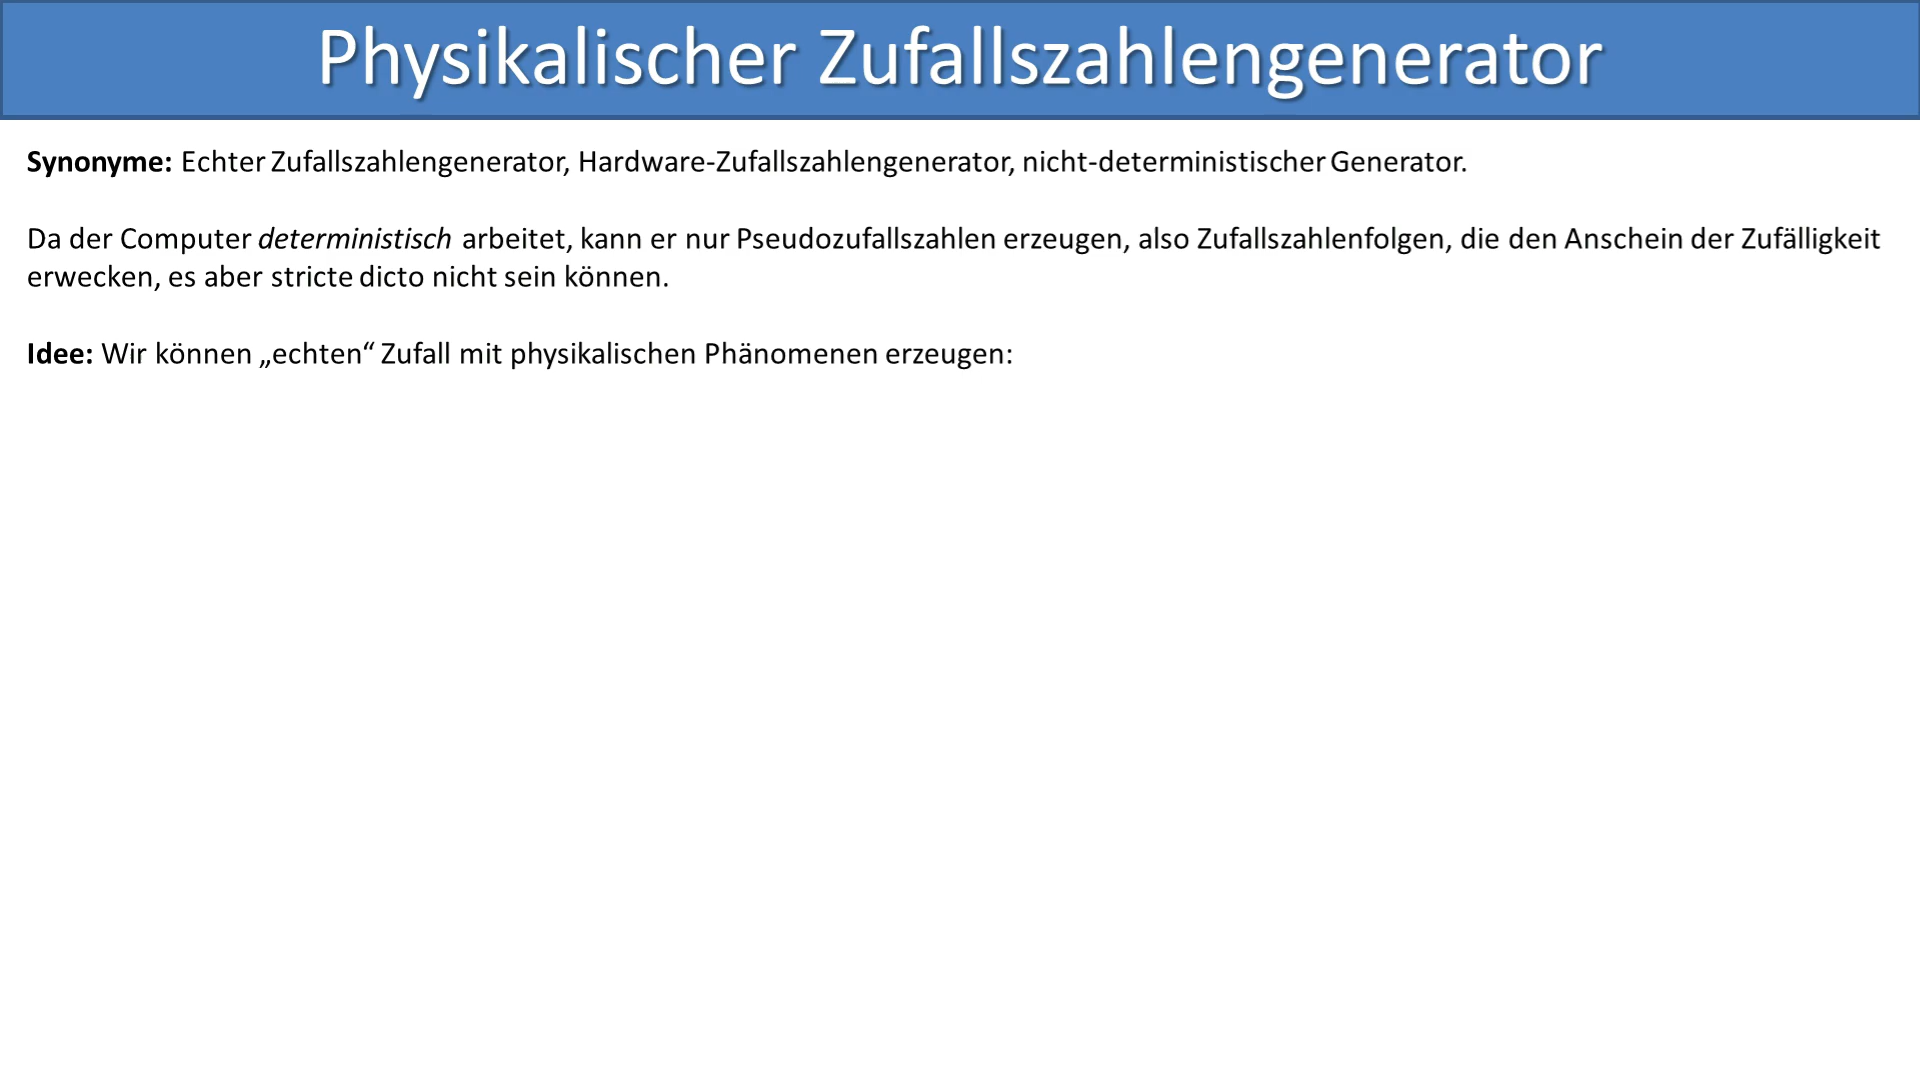 Physikalischer Zufallszahlengenerator
Synonyme: Echter Zufallszahlengenerator, Hardware-Zufallszahlengenerator, nicht-deterministischer Generator.
Da der Computer deterministisch arbeitet, kann er nur Pseudozufallszahlen erzeugen, also Zufallszahlenfolgen, die den Anschein der Zufälligkeit
erwecken, es aber stricte dicto nicht sein können.
Idee: Wir können „echten“ Zufall mit physikalischen Phänomenen erzeugen: